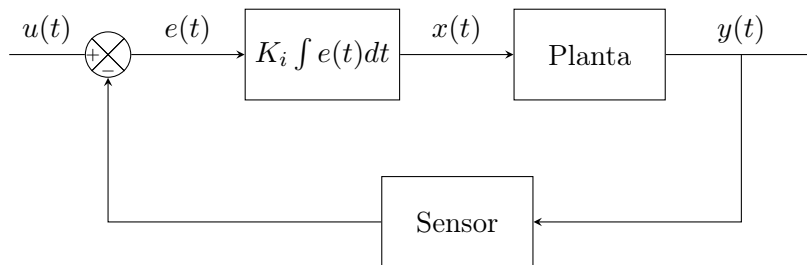 u(t)
e(t)
x(t)
y(t)
+
−
K_i ∫ e(t)dt
Planta
Sensor